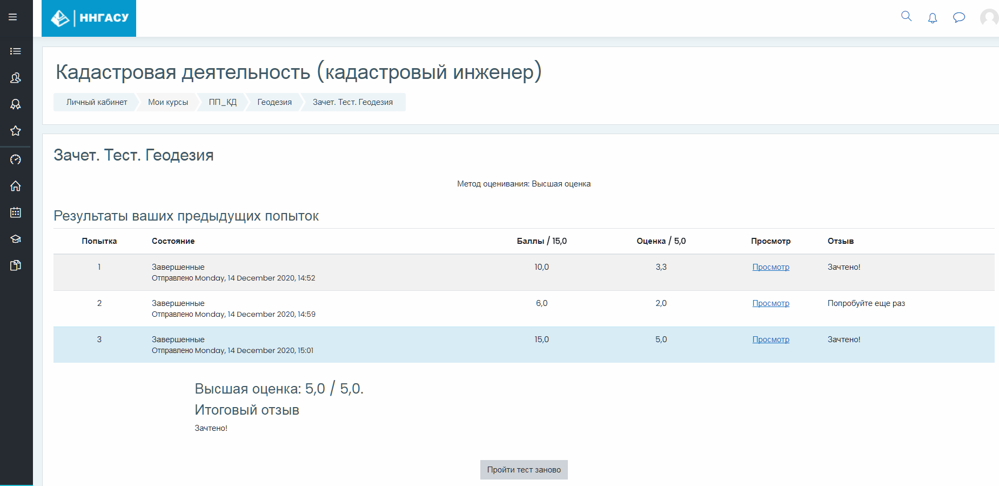 ННГАСУ
Кадастровая деятельность (кадастровый инженер)
Личный кабинет Мои курсы ПП_КД Геодезия Зачет. Тест. Геодезия
Зачет. Тест. Геодезия
Метод оценивания: Высшая оценка
Результаты ваших предыдущих попыток
Попытка Состояние Баллы / 15,0 Оценка / 5,0 Просмотр Отзыв
1 Завершенные 10,0 3,3 Просмотр Зачтено!
Отправлено Monday, 14 December 2020, 14:52
2 Завершенные 6,0 2,0 Просмотр Попробуйте еще раз
Отправлено Monday, 14 December 2020, 14:59
3 Завершенные 15,0 5,0 Просмотр Зачтено!
Отправлено Monday, 14 December 2020, 15:01
Высшая оценка: 5,0 / 5,0.
Итоговый отзыв
Зачтено!
Пройти тест заново